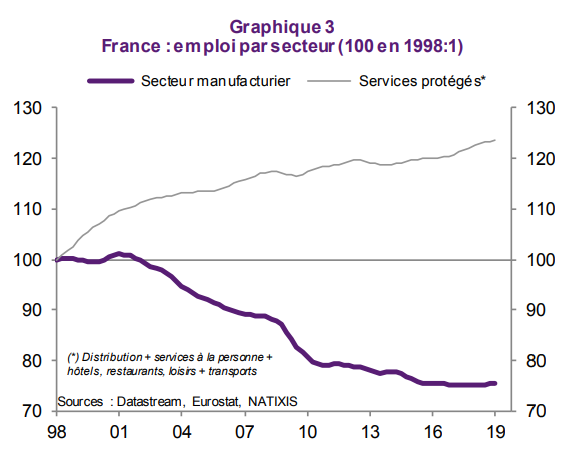 Graphique 3
France : emploi par secteur (100 en 1998:1)
Secteur manufacturier Services protégés*
130 130
120 120
110 110
100 100
90 90
80 80
(*) Distribution + services à la personne +
hôtels, restaurants, loisirs + transports
Sources : Datastream, Eurostat, NATIXIS
70 70
98 01 04 07 10 13 16 19